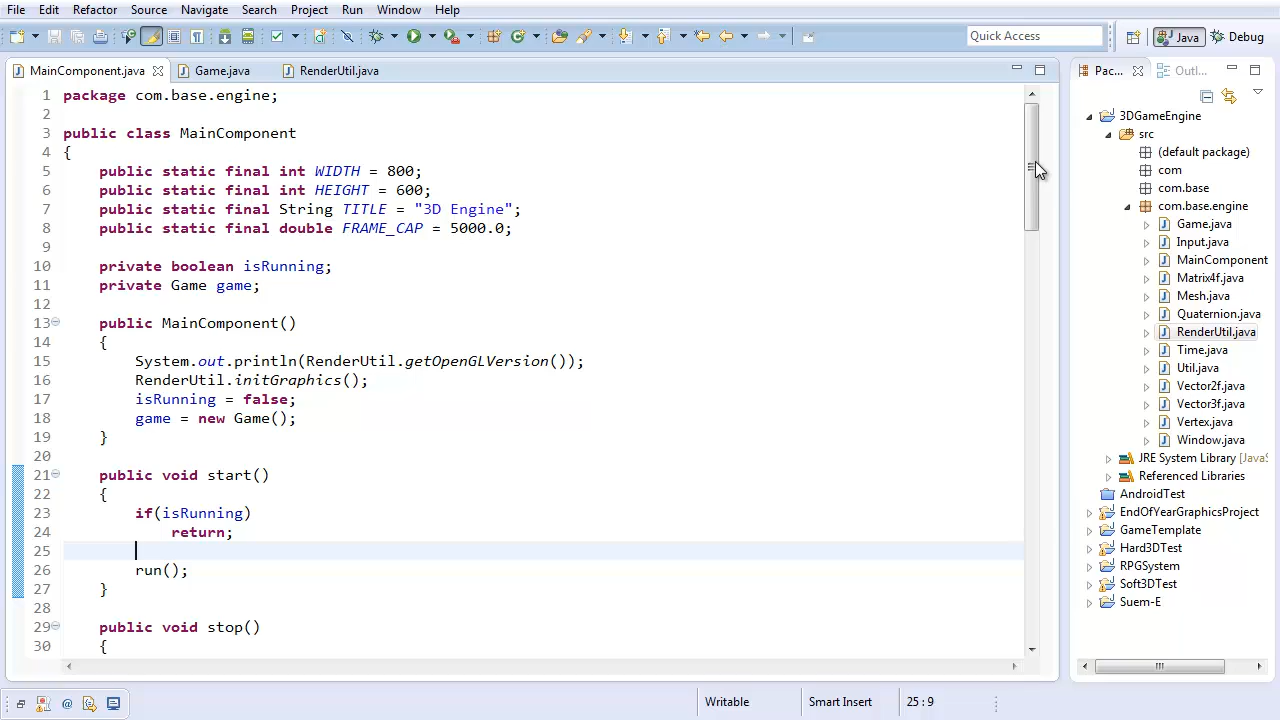 File Edit Refactor Source Navigate Search Project Run Window Help
Quick Access Java Debug
MainComponent.java Game.java RenderUtil.java
1 package com.base.engine;
2
3 public class MainComponent
4 {
5 public static final int WIDTH = 800;
6 public static final int HEIGHT = 600;
7 public static final String TITLE = "3D Engine";
8 public static final double FRAME_CAP = 5000.0;
9
10 private boolean isRunning;
11 private Game game;
12
13 public MainComponent()
14 {
15 System.out.println(RenderUtil.getOpenGLVersion());
16 RenderUtil.initGraphics();
17 isRunning = false;
18 game = new Game();
19 }
20
21 public void start()
22 {
23 if(isRunning)
24 return;
25
26 run();
27 }
28
29 public void stop()
30 {
Pac... Outl...
3DGameEngine
src
(default package)
com
com.base
com.base.engine
Game.java
Input.java
MainComponent
Matrix4f.java
Mesh.java
Quaternion.java
RenderUtil.java
Time.java
Util.java
Vector2f.java
Vector3f.java
Vertex.java
Window.java
JRE System Library [JavaS
Referenced Libraries
AndroidTest
EndOfYearGraphicsProject
GameTemplate
Hard3DTest
RPGSystem
Soft3DTest
Suem-E
Writable Smart Insert 25 : 9